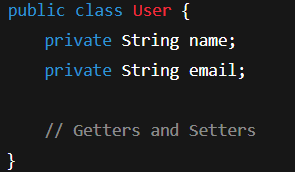 public class User {
    private String name;
    private String email;

    // Getters and Setters
}